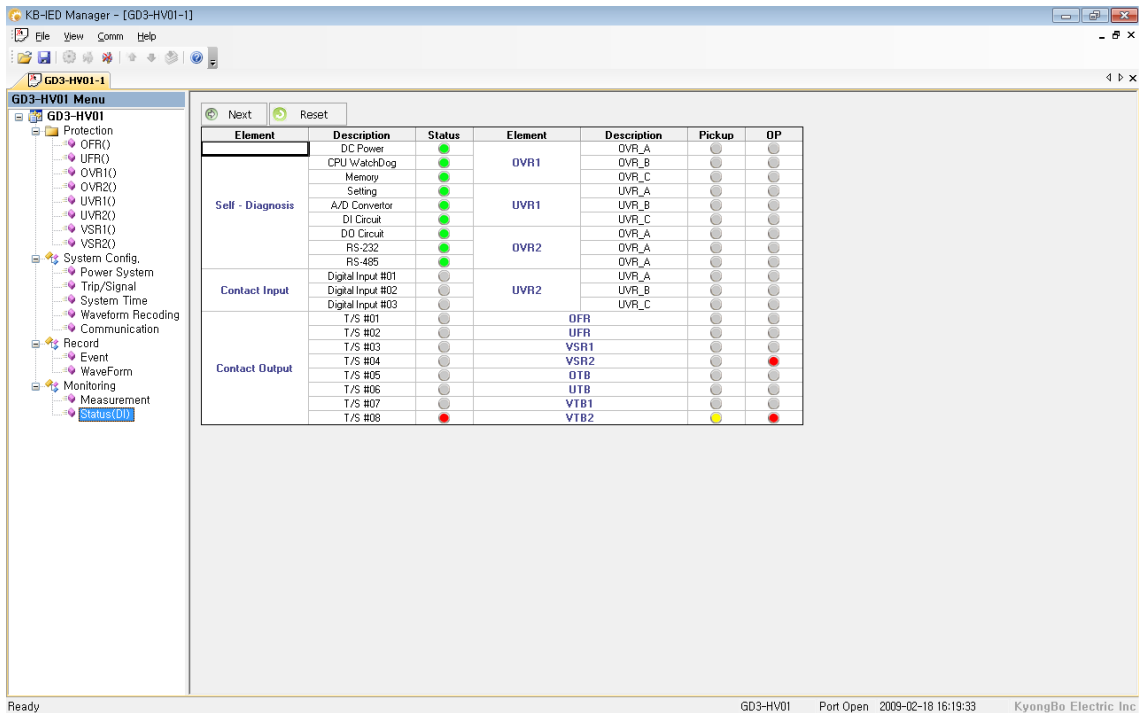 KB-IED Manager - [GD3-HV01-1]
File View Comm Help
GD3-HV01-1
GD3-HV01 Menu
GD3-HV01
Protection
OFR()
UFR()
OVR1()
OVR2()
UVR1()
UVR2()
VSR1()
VSR2()
System Config,
Power System
Trip/Signal
System Time
Waveform Recoding
Communication
Record
Event
WaveForm
Monitoring
Measurement
Status(DI)
Next Reset
Element Description Status Element Description Pickup OP
DC Power OVR_A
CPU WatchDog OVR1 OVR_B
Memory OVR_C
Setting UVR_A
Self - Diagnosis A/D Convertor UVR1 UVR_B
DI Circuit UVR_C
DO Circuit OVR_A
RS-232 OVR2 OVR_A
RS-485 OVR_A
Digital Input #01 UVR_A
Contact Input Digital Input #02 UVR2 UVR_B
Digital Input #03 UVR_C
T/S #01 OFR
T/S #02 UFR
T/S #03 VSR1
T/S #04 VSR2
Contact Output T/S #05 OTB
T/S #06 UTB
T/S #07 VTB1
T/S #08 VTB2
Ready GD3-HV01 Port Open 2009-02-18 16:19:33 KyongBo Electric Inc